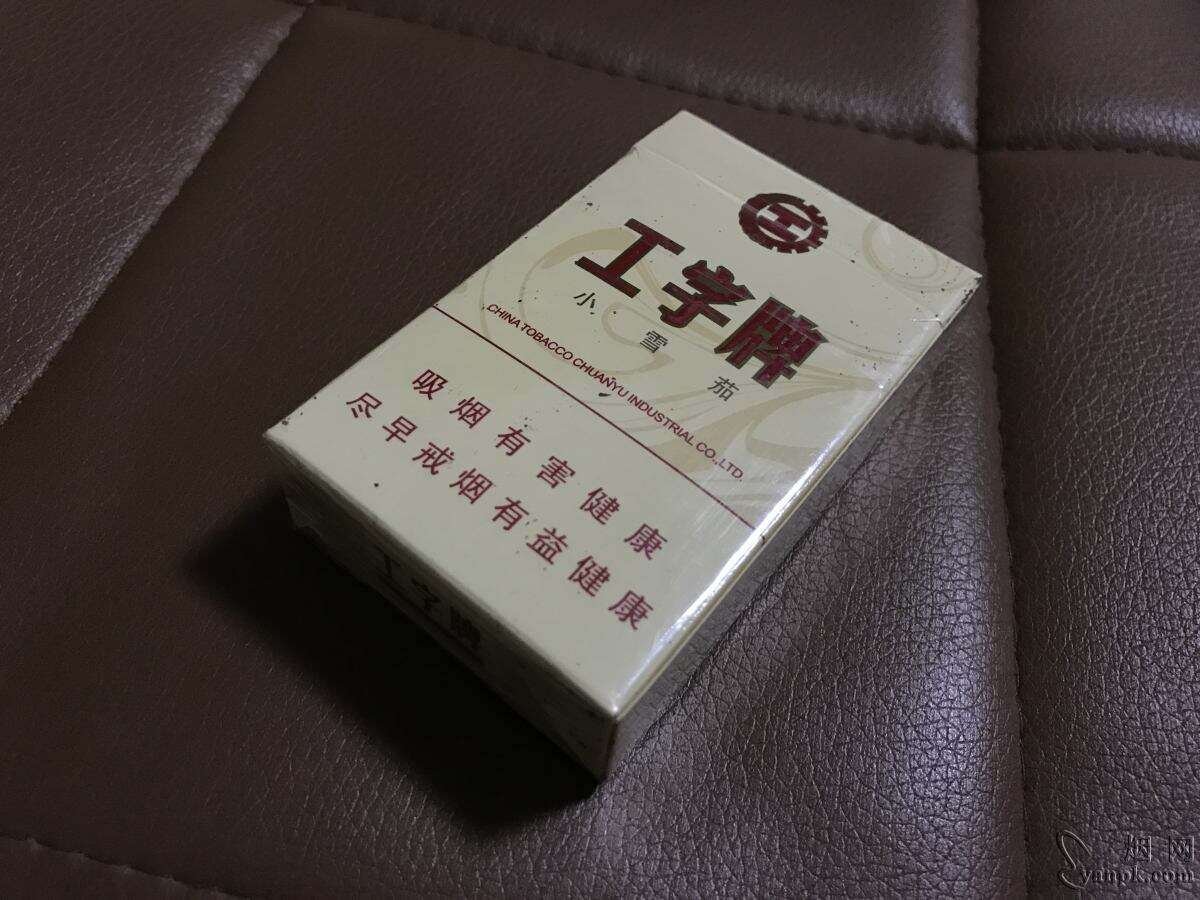 工字牌
小雪茄
CHINA TOBACCO CHUANYU INDUSTRIAL CO.,LTD.
吸烟有害健康
尽早戒烟有益健康
工字牌
烟网
yanpk.com